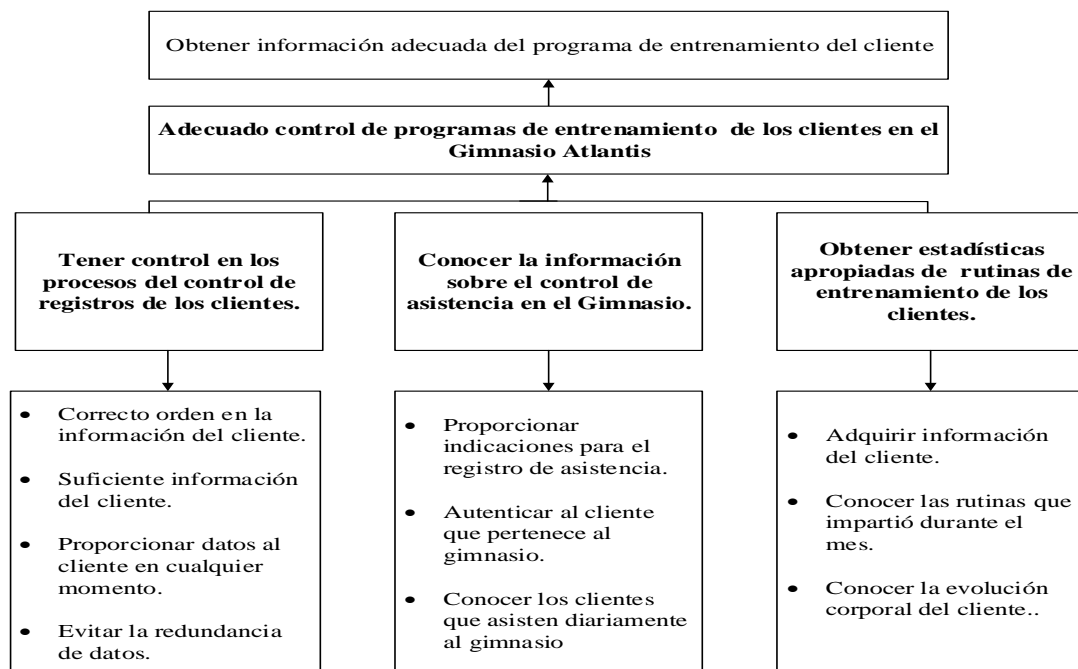 Obtener información adecuada del programa de entrenamiento del cliente
Adecuado control de programas de entrenamiento de los clientes en el
Gimnasio Atlantis
Tener control en los
procesos del control de
registros de los clientes.
Conocer la información
sobre el control de
asistencia en el Gimnasio.
Obtener estadísticas
apropiadas de rutinas de
entrenamiento de los
clientes.
• Correcto orden en la
información del cliente.
• Suficiente información
del cliente.
• Proporcionar datos al
cliente en cualquier
momento.
• Evitar la redundancia
de datos.
• Proporcionar
indicaciones para el
registro de asistencia.
• Autenticar al cliente
que pertenece al
gimnasio.
• Conocer los clientes
que asisten diariamente
al gimnasio
• Adquirir información
del cliente.
• Conocer las rutinas que
impartió durante el
mes.
• Conocer la evolución
corporal del cliente..